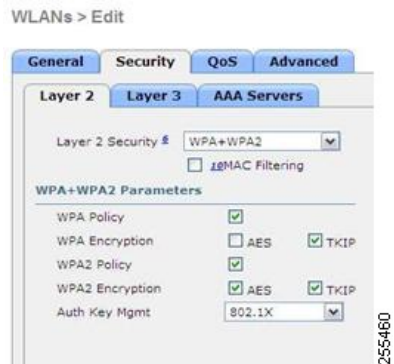 WLANs > Edit
General Security QoS Advanced
Layer 2 Layer 3 AAA Servers
Layer 2 Security 6 WPA+WPA2
10MAC Filtering
WPA+WPA2 Parameters
WPA Policy
WPA Encryption AES TKIP
WPA2 Policy
WPA2 Encryption AES TKIP
Auth Key Mgmt 802.1X
255460